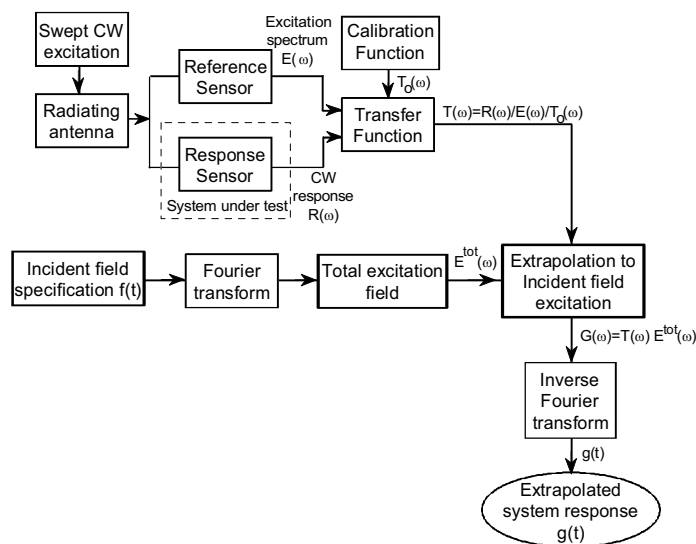 Swept CW
excitation
Radiating
antenna
Reference
Sensor
Excitation
spectrum
E(ω)
Calibration
Function
T₀(ω)
Transfer
Function
T(ω)=R(ω)/E(ω)/T₀(ω)
Response
Sensor
System under test
CW
response
R(ω)
Incident field
specification f(t)
Fourier
transform
Total excitation
field
E^tot(ω)
Extrapolation to
Incident field
excitation
G(ω)=T(ω) E^tot(ω)
Inverse
Fourier
transform
g(t)
Extrapolated
system response
g(t)